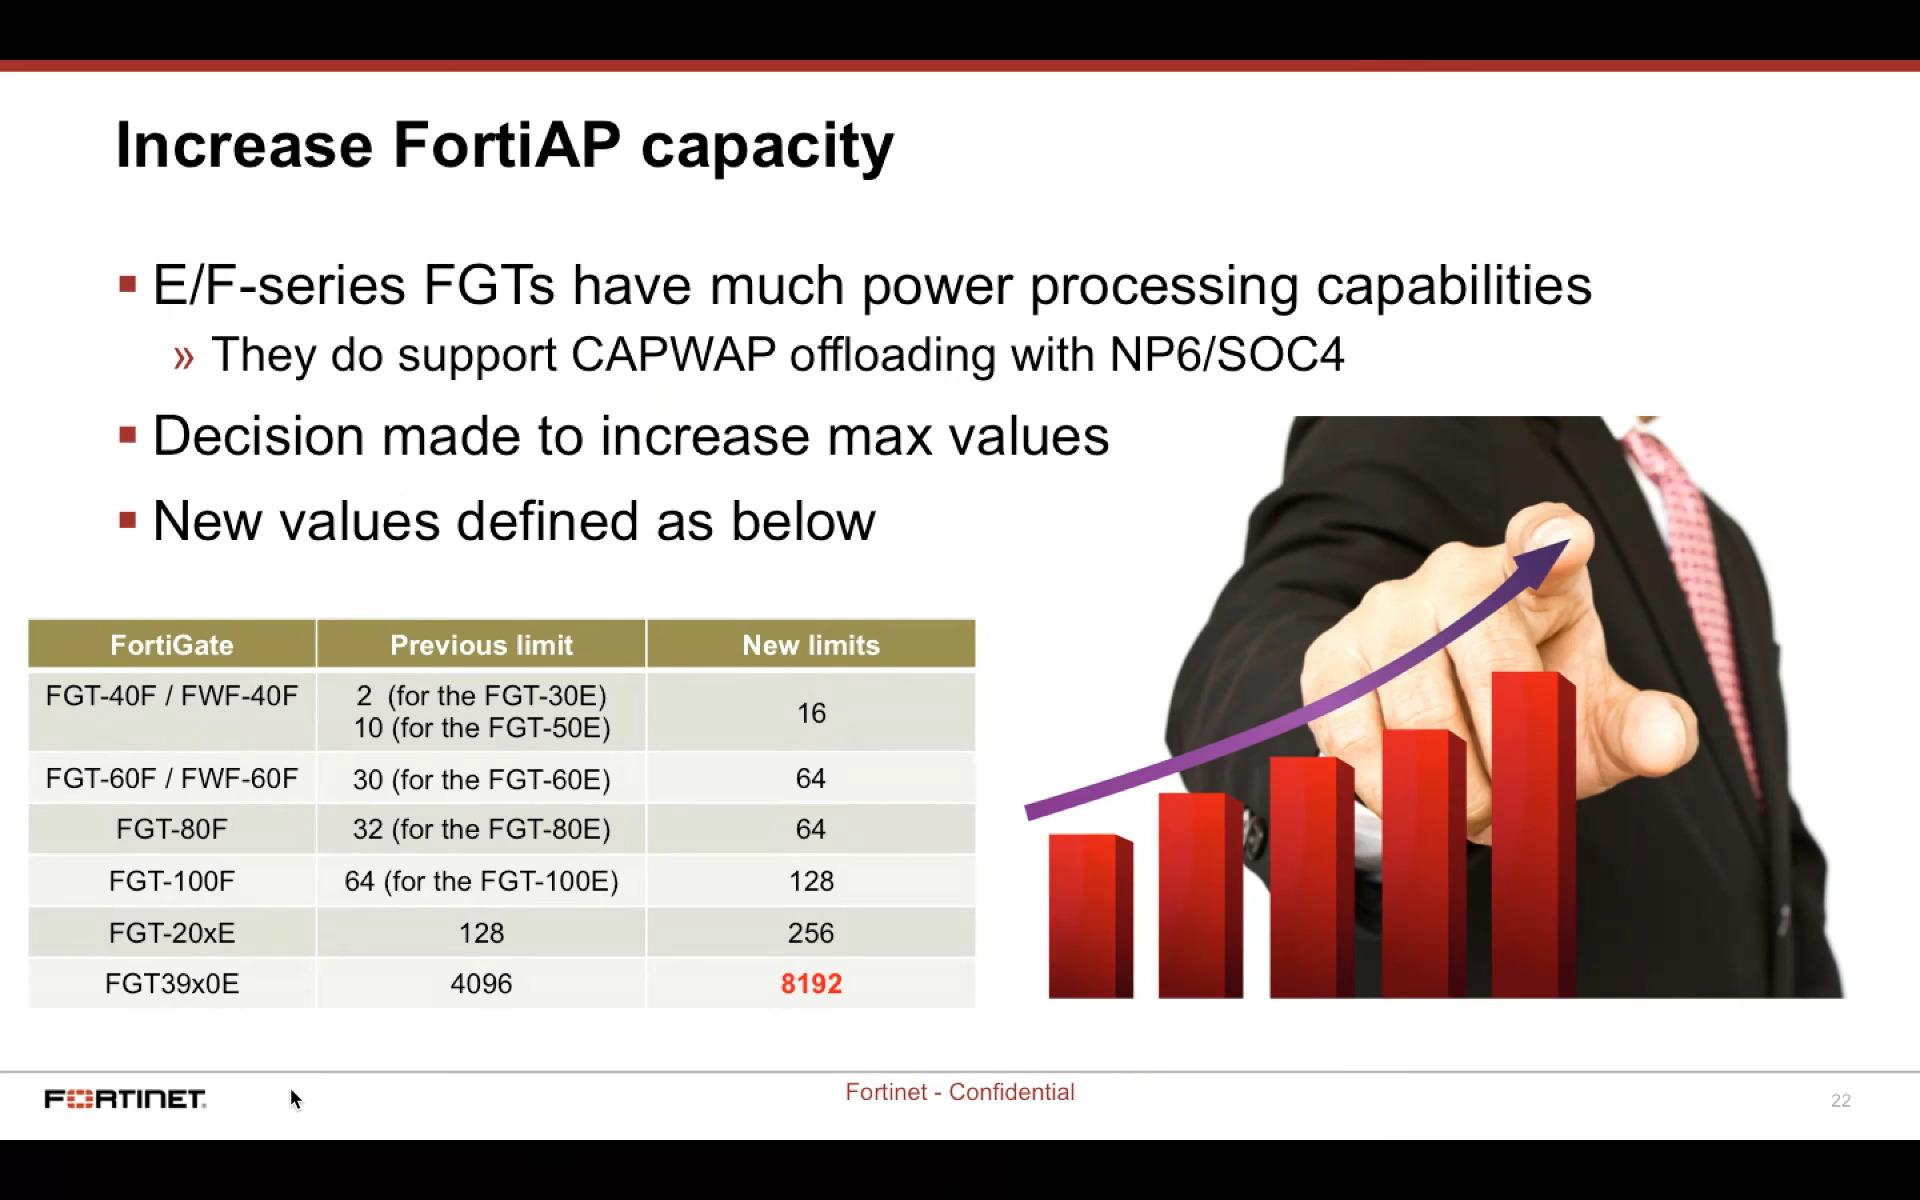 Increase FortiAP capacity
E/F-series FGTs have much power processing capabilities
» They do support CAPWAP offloading with NP6/SOC4
Decision made to increase max values
New values defined as below
FortiGate Previous limit New limits
FGT-40F / FWF-40F 2 (for the FGT-30E) 16
10 (for the FGT-50E)
FGT-60F / FWF-60F 30 (for the FGT-60E) 64
FGT-80F 32 (for the FGT-80E) 64
FGT-100F 64 (for the FGT-100E) 128
FGT-20xE 128 256
FGT39x0E 4096 8192
FORTINET Fortinet - Confidential 22